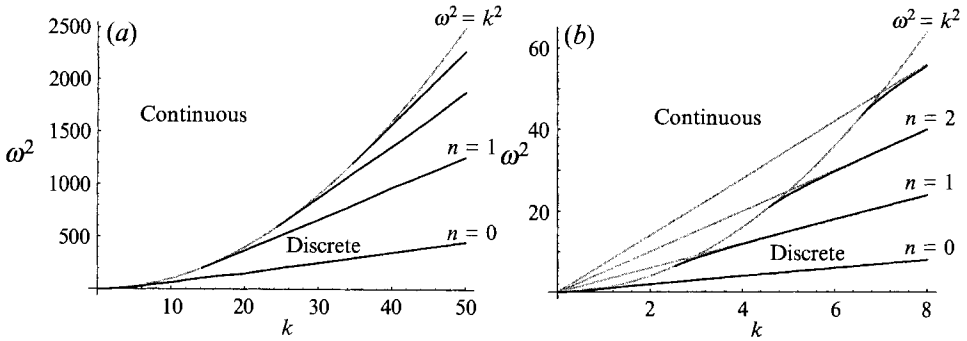 (a)
ω² = k²
2500
2000
1500
1000
500
ω²
Continuous
n = 1
Discrete
n = 0
10
20
30
40
50
k
(b)
ω² = k²
60
40
20
ω²
Continuous
n = 2
n = 1
Discrete
n = 0
2
4
6
8
k